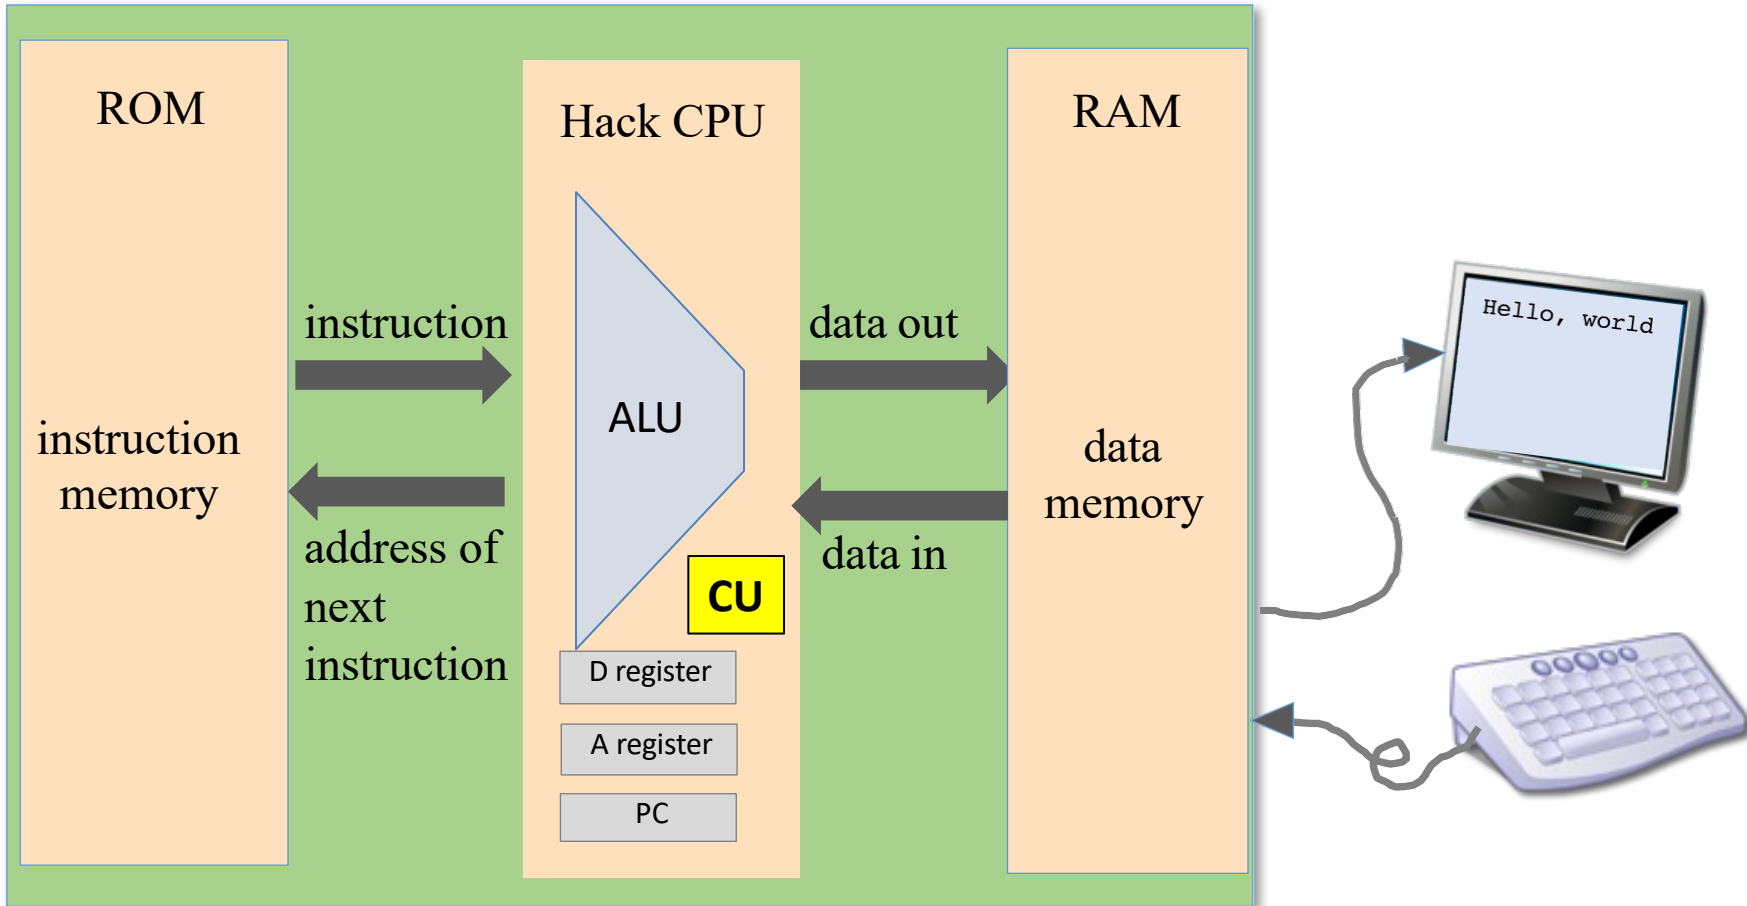 ROM
instruction
memory
instruction
address of
next
instruction
Hack CPU
ALU
CU
D register
A register
PC
data out
data in
RAM
data
memory
Hello, world